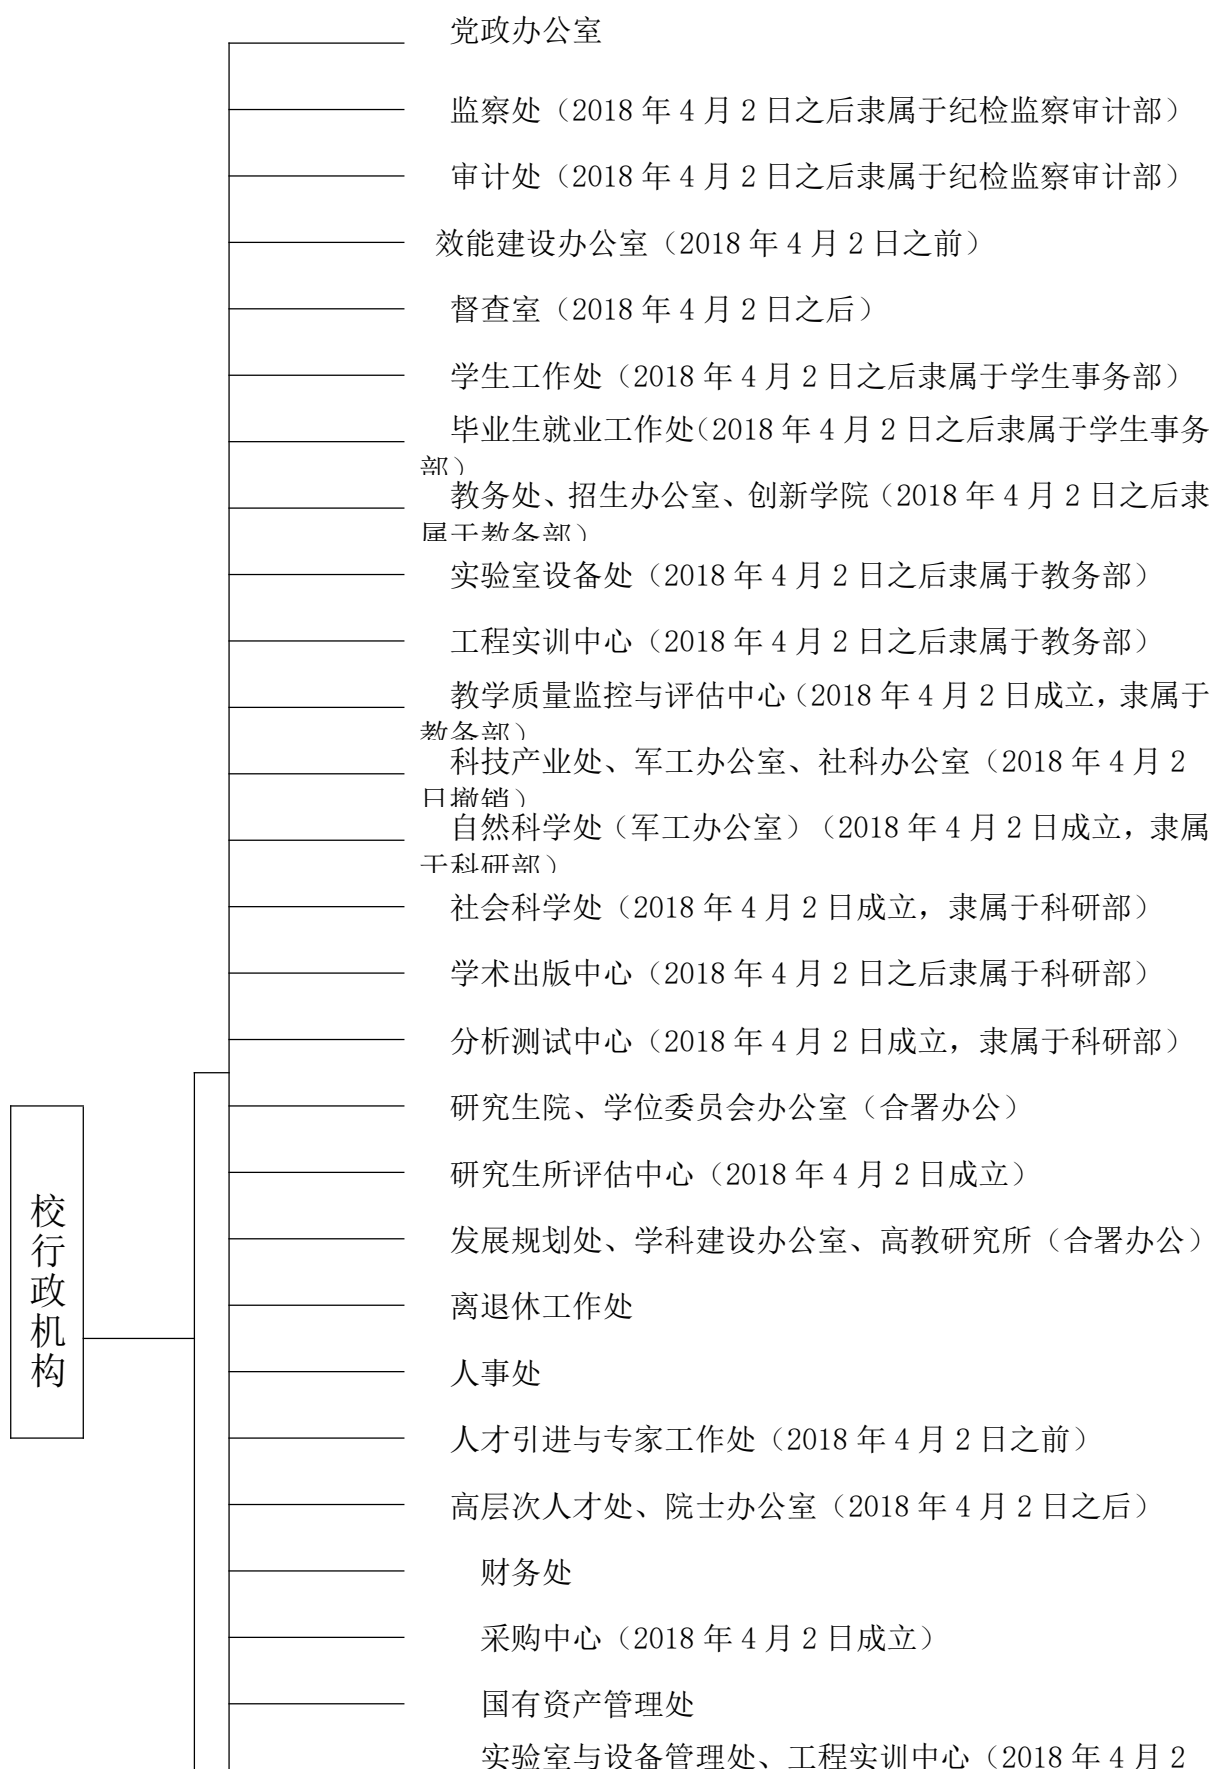 党政办公室
监察处（2018 年 4 月 2 日之后隶属于纪检监察审计部）
审计处（2018 年 4 月 2 日之后隶属于纪检监察审计部）
效能建设办公室（2018 年 4 月 2 日之前）
督查室（2018 年 4 月 2 日之后）
学生工作处（2018 年 4 月 2 日之后隶属于学生事务部）
毕业生就业工作处（2018 年 4 月 2 日之后隶属于学生事务
部）
教务处、招生办公室、创新学院（2018 年 4 月 2 日之后隶
属于教务部）
实验室设备处（2018 年 4 月 2 日之后隶属于教务部）
工程实训中心（2018 年 4 月 2 日之后隶属于教务部）
教学质量监控与评估中心（2018 年 4 月 2 日成立，隶属于
教务部）
科技产业处、军工办公室、社科办公室（2018 年 4 月 2
日撤销）
自然科学处（军工办公室）（2018 年 4 月 2 日成立，隶属
于科研部）
社会科学处（2018 年 4 月 2 日成立，隶属于科研部）
学术出版中心（2018 年 4 月 2 日之后隶属于科研部）
分析测试中心（2018 年 4 月 2 日成立，隶属于科研部）
研究生院、学位委员会办公室（合署办公）
研究生所评估中心（2018 年 4 月 2 日成立）
发展规划处、学科建设办公室、高教研究所（合署办公）
离退休工作处
人事处
人才引进与专家工作处（2018 年 4 月 2 日之前）
高层次人才处、院士办公室（2018 年 4 月 2 日之后）
财务处
采购中心（2018 年 4 月 2 日成立）
国有资产管理处
实验室与设备管理处、工程实训中心（2018 年 4 月 2
校行政机构